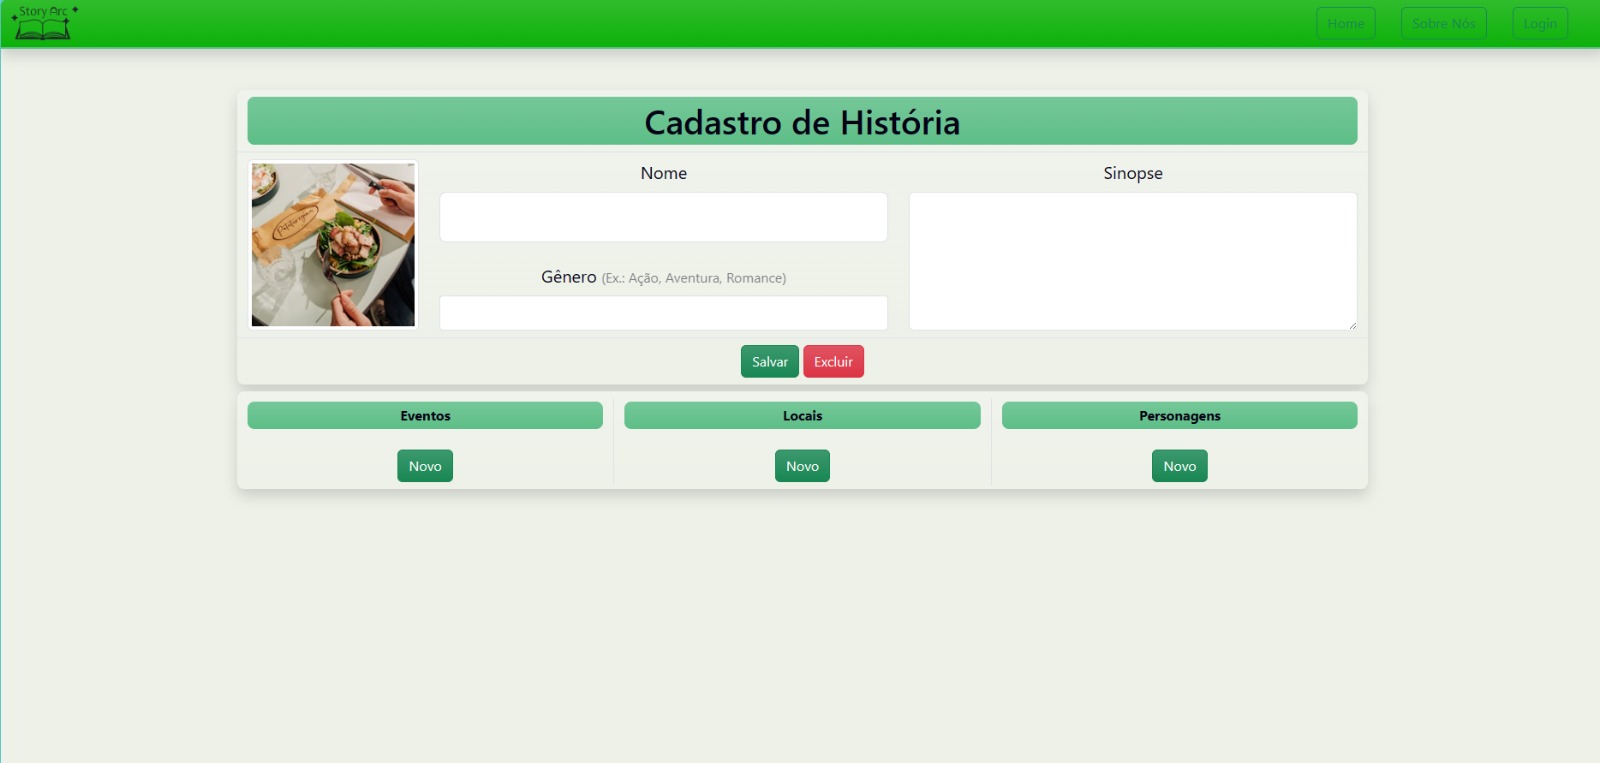 Story Arc
Home
Sobre Nós
Login
Cadastro de História
Nome
Sinopse
Gênero (Ex.: Ação, Aventura, Romance)
Salvar
Excluir
Eventos
Locais
Personagens
Novo
Novo
Novo